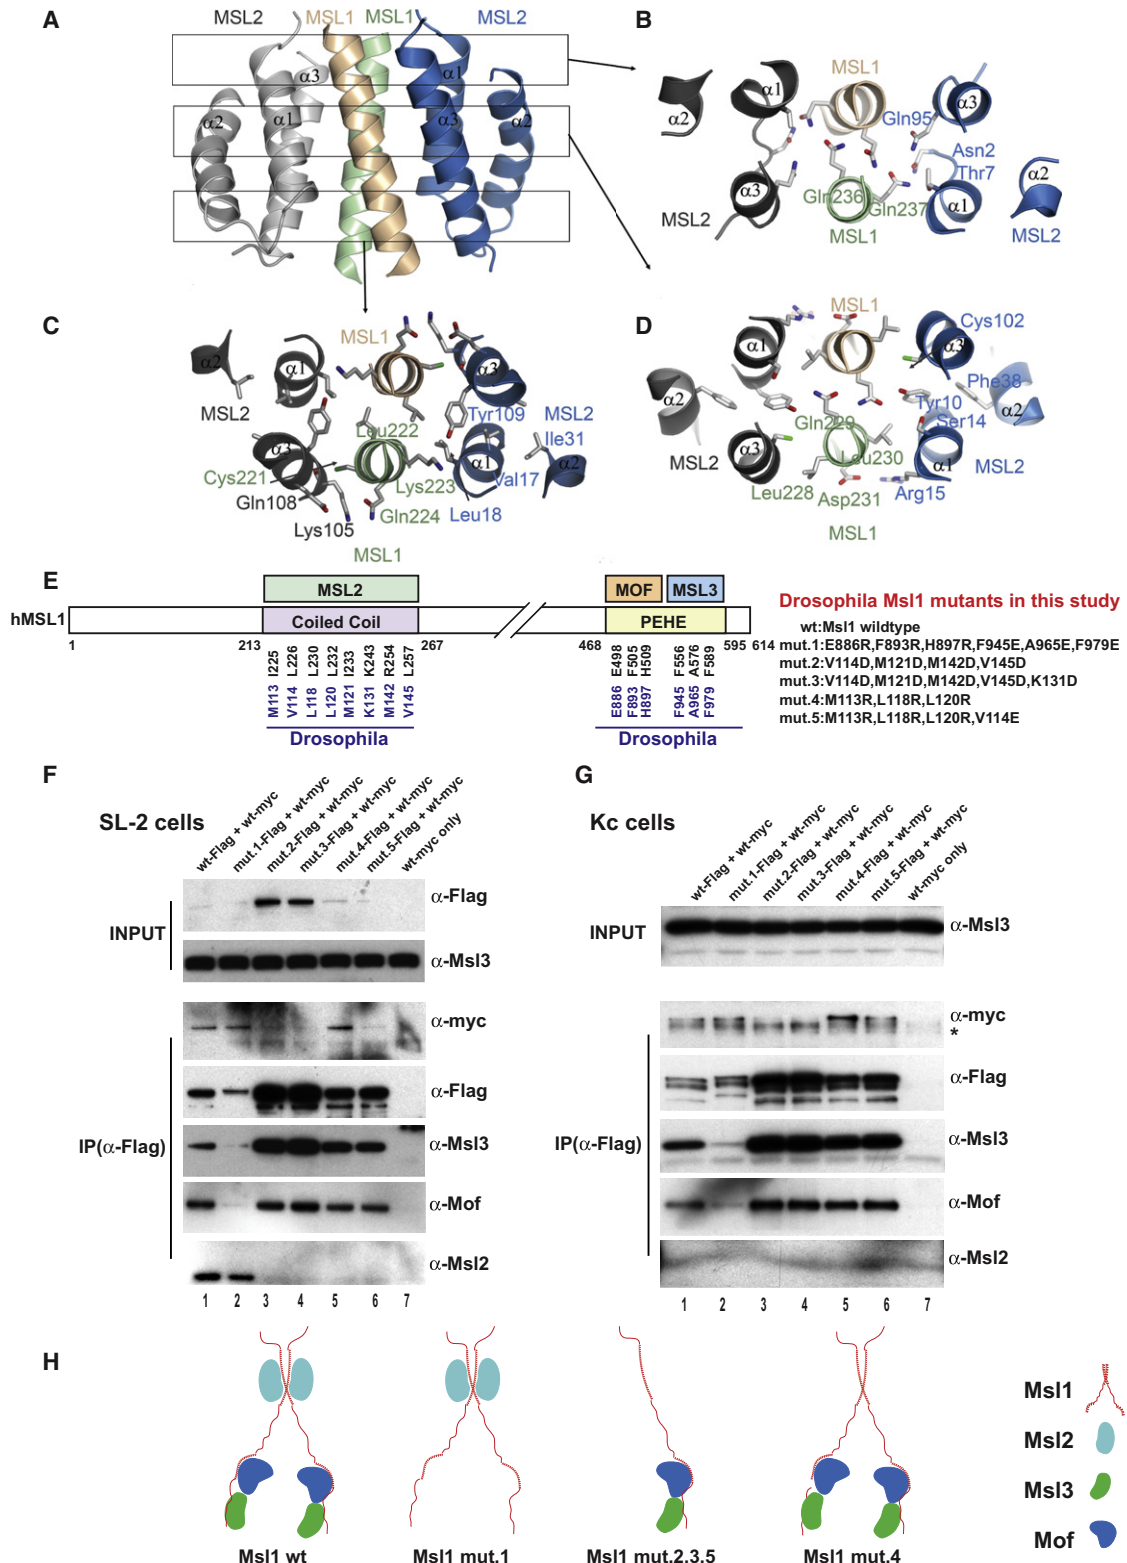 A
MSL2 MSL1 MSL1 MSL2
α3 α1
α2 α1 α3 α2
B
MSL1
α1 α3
α2 Gln95
Asn2
Thr7 α2
α3 Gln236 Gln237 α1
MSL2 MSL1 MSL2
C
MSL1
α2 α1 α3
MSL2 Tyr109 MSL2
Leu222 Ile31
α3 α1 α2
Cys221 Lys223 Val17
Gln108 Gln224 Leu18
Lys105
MSL1
D
MSL1 Cys102
α1 α3
Phe38
α2 Tyr10 α2
Gln229 Ser14
α3 Leu230 α1
MSL2 MSL2
Leu228 Asp231 Arg15
MSL1
E
MSL2 MOF MSL3
hMSL1 Coiled Coil PEHE
1 213 267 468 595 614
I225 L226 L230 L232 I233 K243 R254 L257
M113 V114 L118 L120 M121 K131 M142 V145
Drosophila
E498 F505 H509 F556 A576 F589
E886 F893 H897 F945 A965 F979
Drosophila
Drosophila Msl1 mutants in this study
wt:Msl1 wildtype
mut.1:E886R,F893R,H897R,F945E,A965E,F979E
mut.2:V114D,M121D,M142D,V145D
mut.3:V114D,M121D,M142D,V145D,K131D
mut.4:M113R,L118R,L120R
mut.5:M113R,L118R,L120R,V114E
F
SL-2 cells
wt-Flag + wt-myc
mut.1-Flag + wt-myc
mut.2-Flag + wt-myc
mut.3-Flag + wt-myc
mut.4-Flag + wt-myc
mut.5-Flag + wt-myc
wt-myc only
INPUT
α-Flag
α-Msl3
IP(α-Flag)
α-myc
α-Flag
α-Msl3
α-Mof
α-Msl2
1 2 3 4 5 6 7
G
Kc cells
wt-Flag + wt-myc
mut.1-Flag + wt-myc
mut.2-Flag + wt-myc
mut.3-Flag + wt-myc
mut.4-Flag + wt-myc
mut.5-Flag + wt-myc
wt-myc only
INPUT
α-Msl3
IP(α-Flag)
α-myc
*
α-Flag
α-Msl3
α-Mof
α-Msl2
1 2 3 4 5 6 7
H
Msl1 wt Msl1 mut.1 Msl1 mut.2,3.5 Msl1 mut.4
Msl1
Msl2
Msl3
Mof